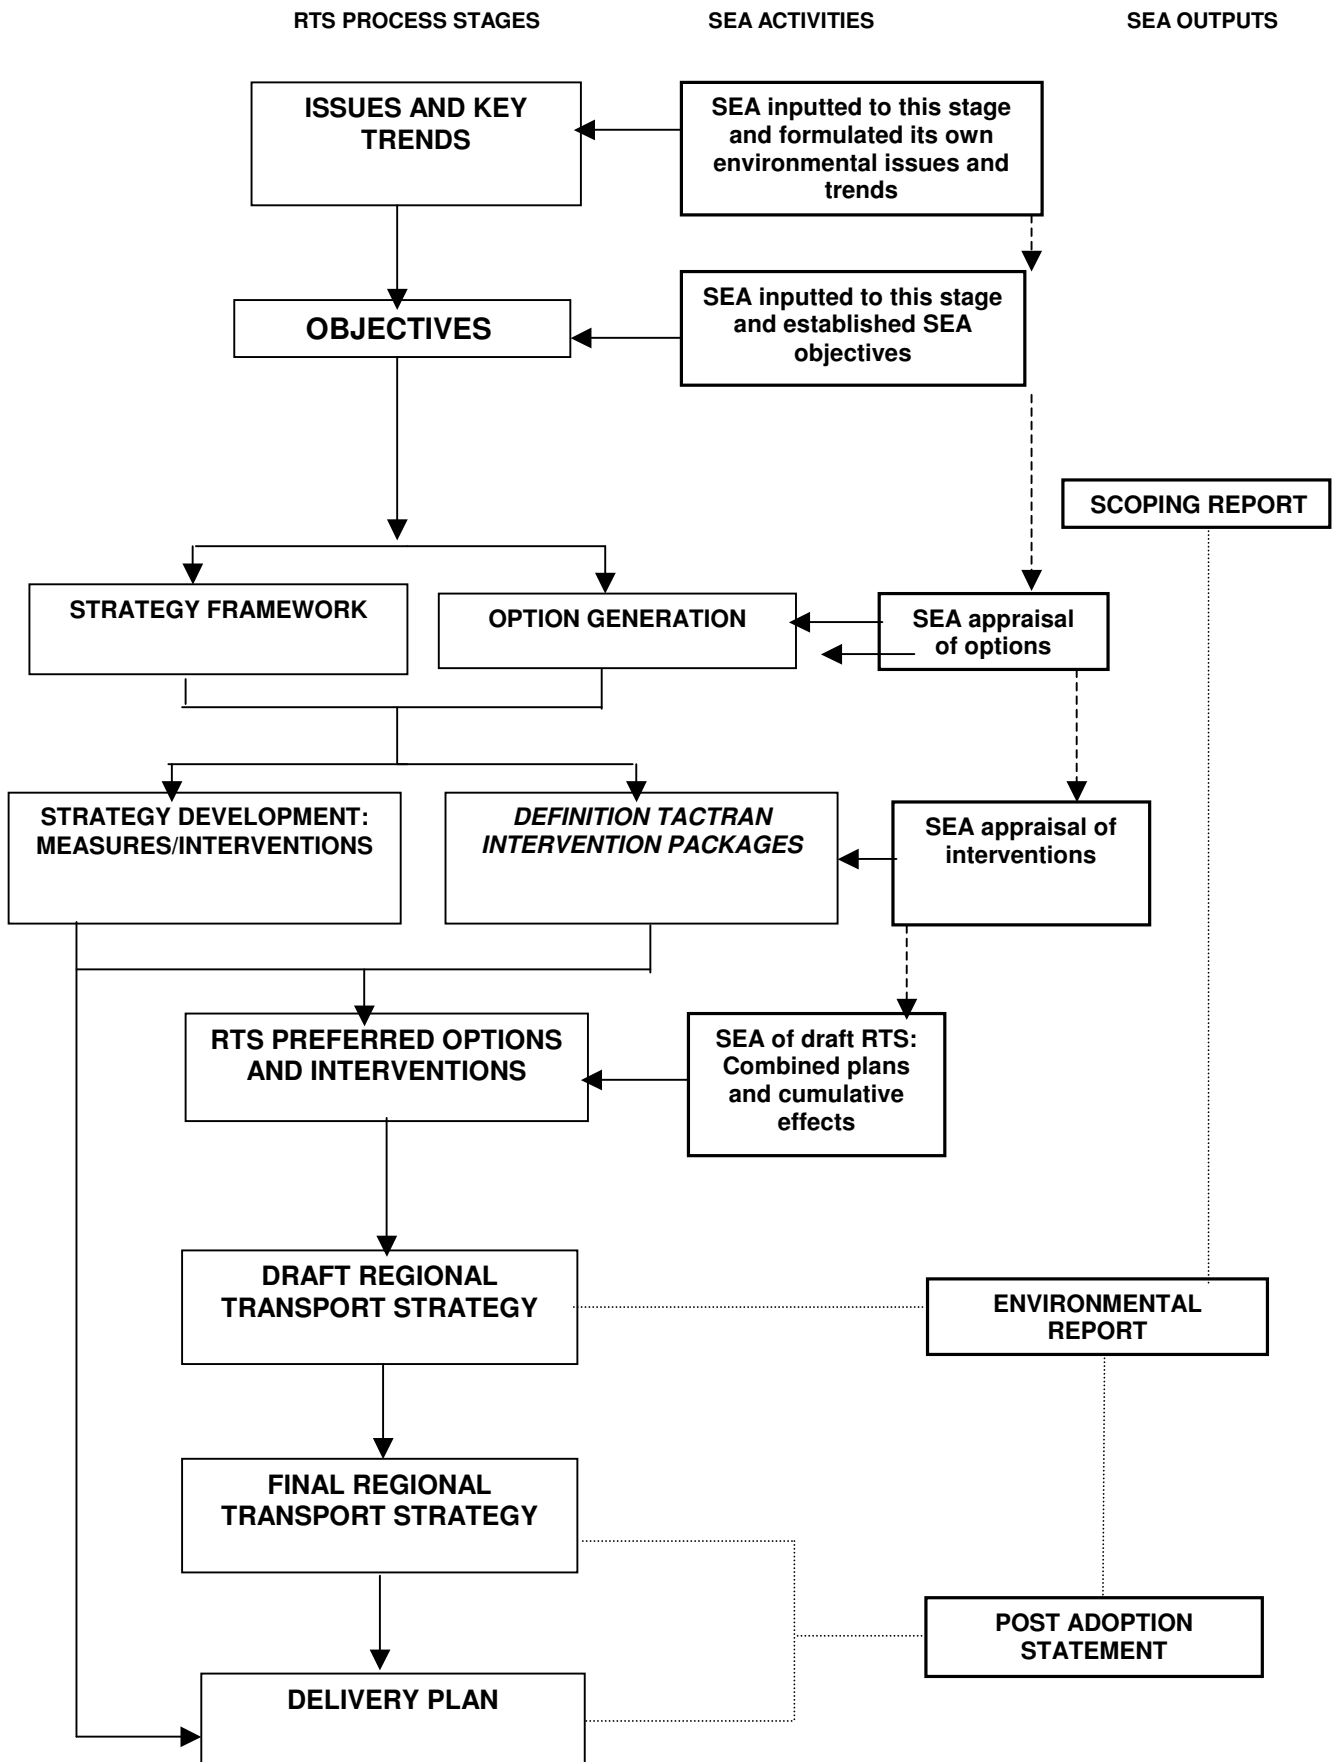 RTS PROCESS STAGES
SEA ACTIVITIES
SEA OUTPUTS
ISSUES AND KEY
TRENDS
SEA inputted to this stage
and formulated its own
environmental issues and
trends
OBJECTIVES
SEA inputted to this stage
and established SEA
objectives
SCOPING REPORT
STRATEGY FRAMEWORK
OPTION GENERATION
SEA appraisal
of options
STRATEGY DEVELOPMENT:
MEASURES/INTERVENTIONS
DEFINITION TACTRAN
INTERVENTION PACKAGES
SEA appraisal of
interventions
RTS PREFERRED OPTIONS
AND INTERVENTIONS
SEA of draft RTS:
Combined plans
and cumulative
effects
DRAFT REGIONAL
TRANSPORT STRATEGY
ENVIRONMENTAL
REPORT
FINAL REGIONAL
TRANSPORT STRATEGY
POST ADOPTION
STATEMENT
DELIVERY PLAN